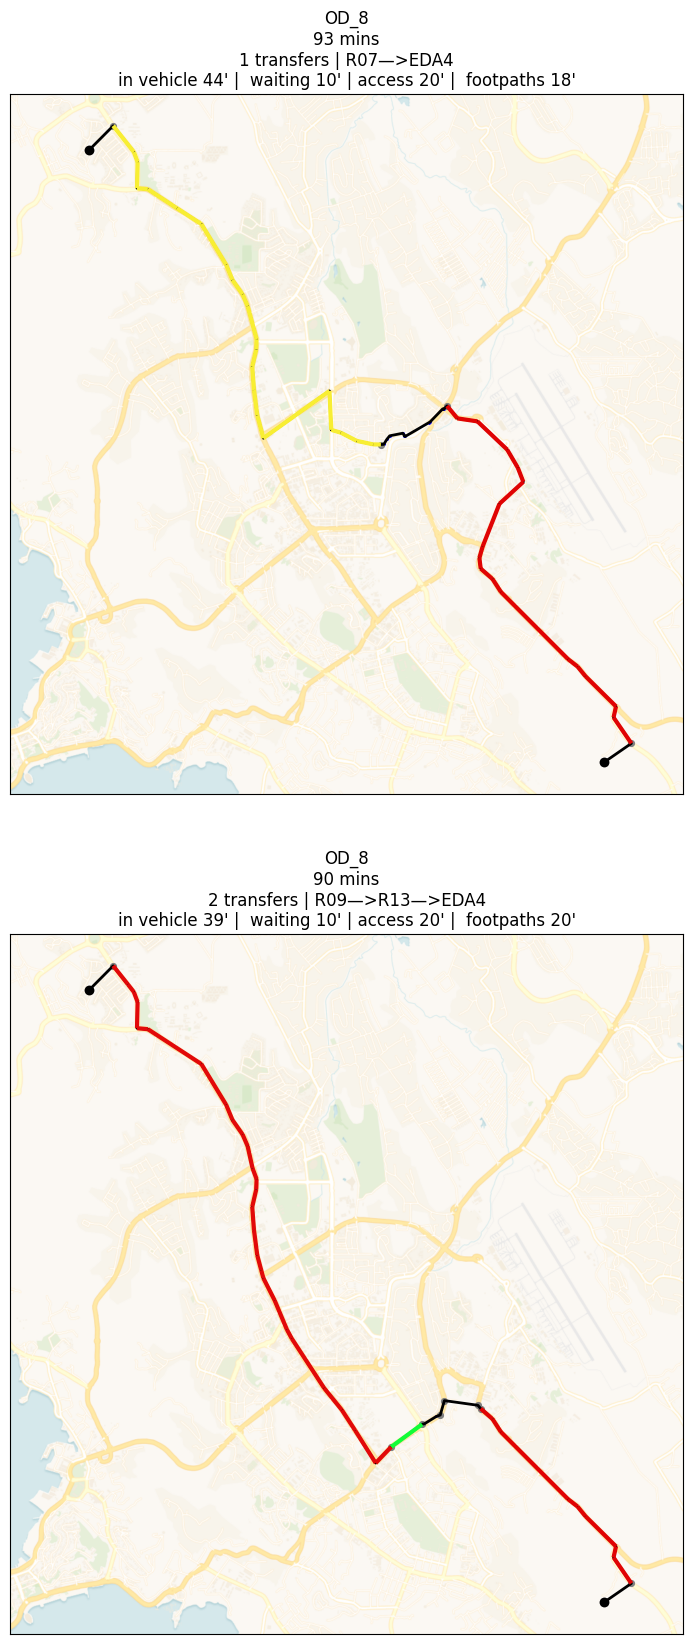 OD_8
93 mins
1 transfers | R07—>EDA4
in vehicle 44' |  waiting 10' | access 20' |  footpaths 18'
OD_8
90 mins
2 transfers | R09—>R13—>EDA4
in vehicle 39' |  waiting 10' | access 20' |  footpaths 20'